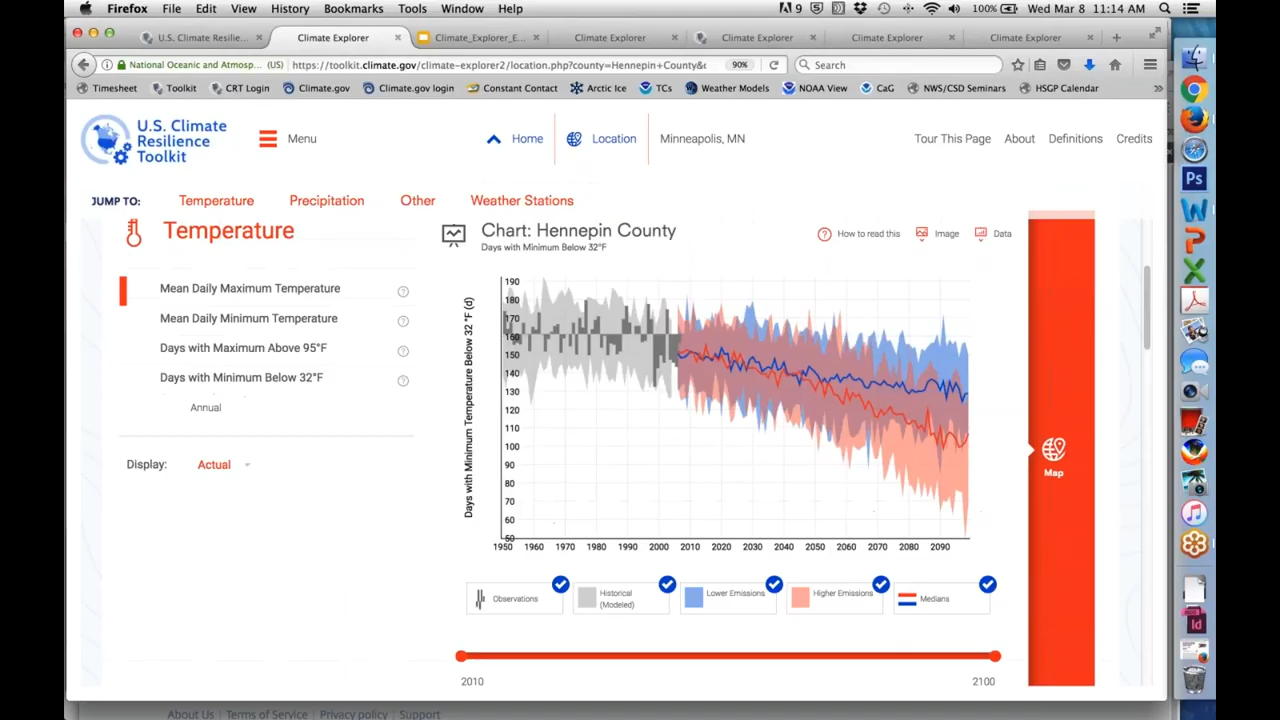 Firefox File Edit View History Bookmarks Tools Window Help 9 100% Wed Mar 8 11:14 AM
U.S. Climate Resilie... × Climate Explorer × Climate_Explorer_E... × Climate Explorer × Climate Explorer × Climate Explorer × Climate Explorer × +
National Oceanic and Atmosp... (US) https://toolkit.climate.gov/climate-explorer2/location.php?county=Hennepin+County& 90% Search
Timesheet Toolkit CRT Login Climate.gov Climate.gov login Constant Contact Arctic Ice TCs Weather Models NOAA View CaG NWS/CSD Seminars HSGP Calendar »
U.S. Climate
Resilience
Toolkit
Menu Home Location Minneapolis, MN Tour This Page About Definitions Credits
JUMP TO: Temperature Precipitation Other Weather Stations
Temperature
Mean Daily Maximum Temperature ?
Mean Daily Minimum Temperature ?
Days with Maximum Above 95°F ?
Days with Minimum Below 32°F ?
Annual
Display: Actual
Chart: Hennepin County
Days with Minimum Below 32°F
? How to read this Image Data
Days with Minimum Temperature Below 32 °F (d)
190
180
170
160
150
140
130
120
110
100
90
80
70
60
50
1950 1960 1970 1980 1990 2000 2010 2020 2030 2040 2050 2060 2070 2080 2090
Observations
Historical
(Modeled)
Lower Emissions
Higher Emissions
Medians
2010 2100
Map
Ps
W
P
X
Id
About Us | Terms of Service | Privacy policy | Support